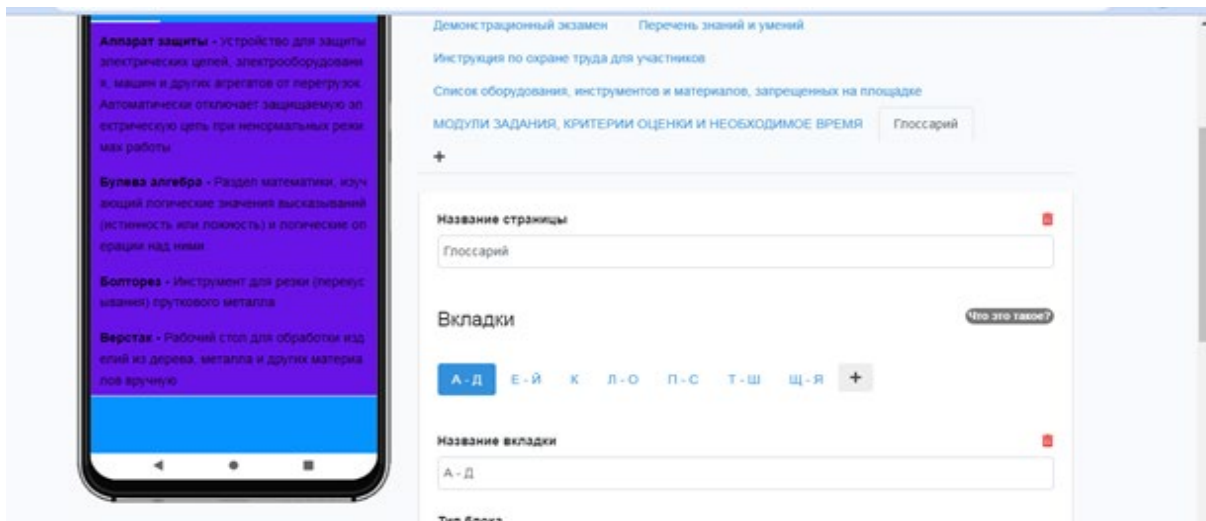 Аппарат защиты - Устройство для защиты
электрических цепей, электрооборудовани
я, машин и других агрегатов от перегрузок.
Автоматически отключает защищаемую эл
ектрическую цепь при ненормальных режи
мах работы
Булева алгебра - Раздел математики, изуч
ающий логические значения высказываний
(истинность или ложность) и логические оп
ерации над ними
Болторез - Инструмент для резки (перекус
ывания) пруткового металла
Верстак - Рабочий стол для обработки изд
елий из дерева, металла и других материа
лов вручную
Демонстрационный экзамен Перечень знаний и умений
Инструкция по охране труда для участников
Список оборудования, инструментов и материалов, запрещенных на площадке
МОДУЛИ ЗАДАНИЯ, КРИТЕРИИ ОЦЕНКИ И НЕОБХОДИМОЕ ВРЕМЯ Глоссарий
+
Название страницы
Глоссарий
Вкладки Что это такое?
А - Д Е - Й К Л - О П - С Т - Ш Щ - Я +
Название вкладки
А - Д
Тип блока